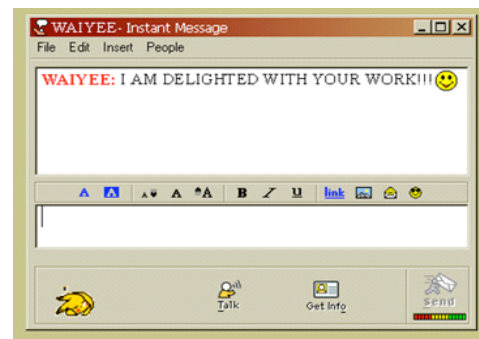 WAIYEE - Instant Message
File Edit Insert People
WAIYEE: I AM DELIGHTED WITH YOUR WORK!!!
A A A A A B I U link
Talk Get Info Send